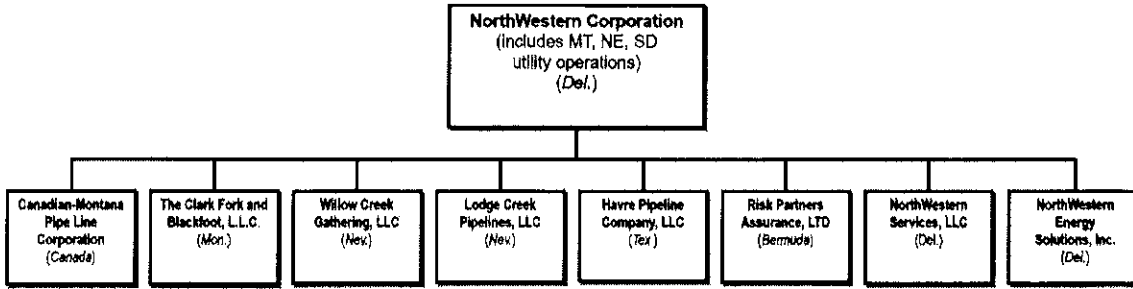 NorthWestern Corporation
(includes MT, NE, SD
utility operations)
(Del.)
Canadian-Montana
Pipe Line
Corporation
(Canada)
The Clark Fork and
Blackfoot, L.L.C.
(Mon.)
Willow Creek
Gathering, LLC
(Nev.)
Lodge Creek
Pipelines, LLC
(Nev.)
Havre Pipeline
Company, LLC
(Tex.)
Risk Partners
Assurance, LTD
(Bermuda)
NorthWestern
Services, LLC
(Del.)
NorthWestern
Energy
Solutions, Inc.
(Del.)